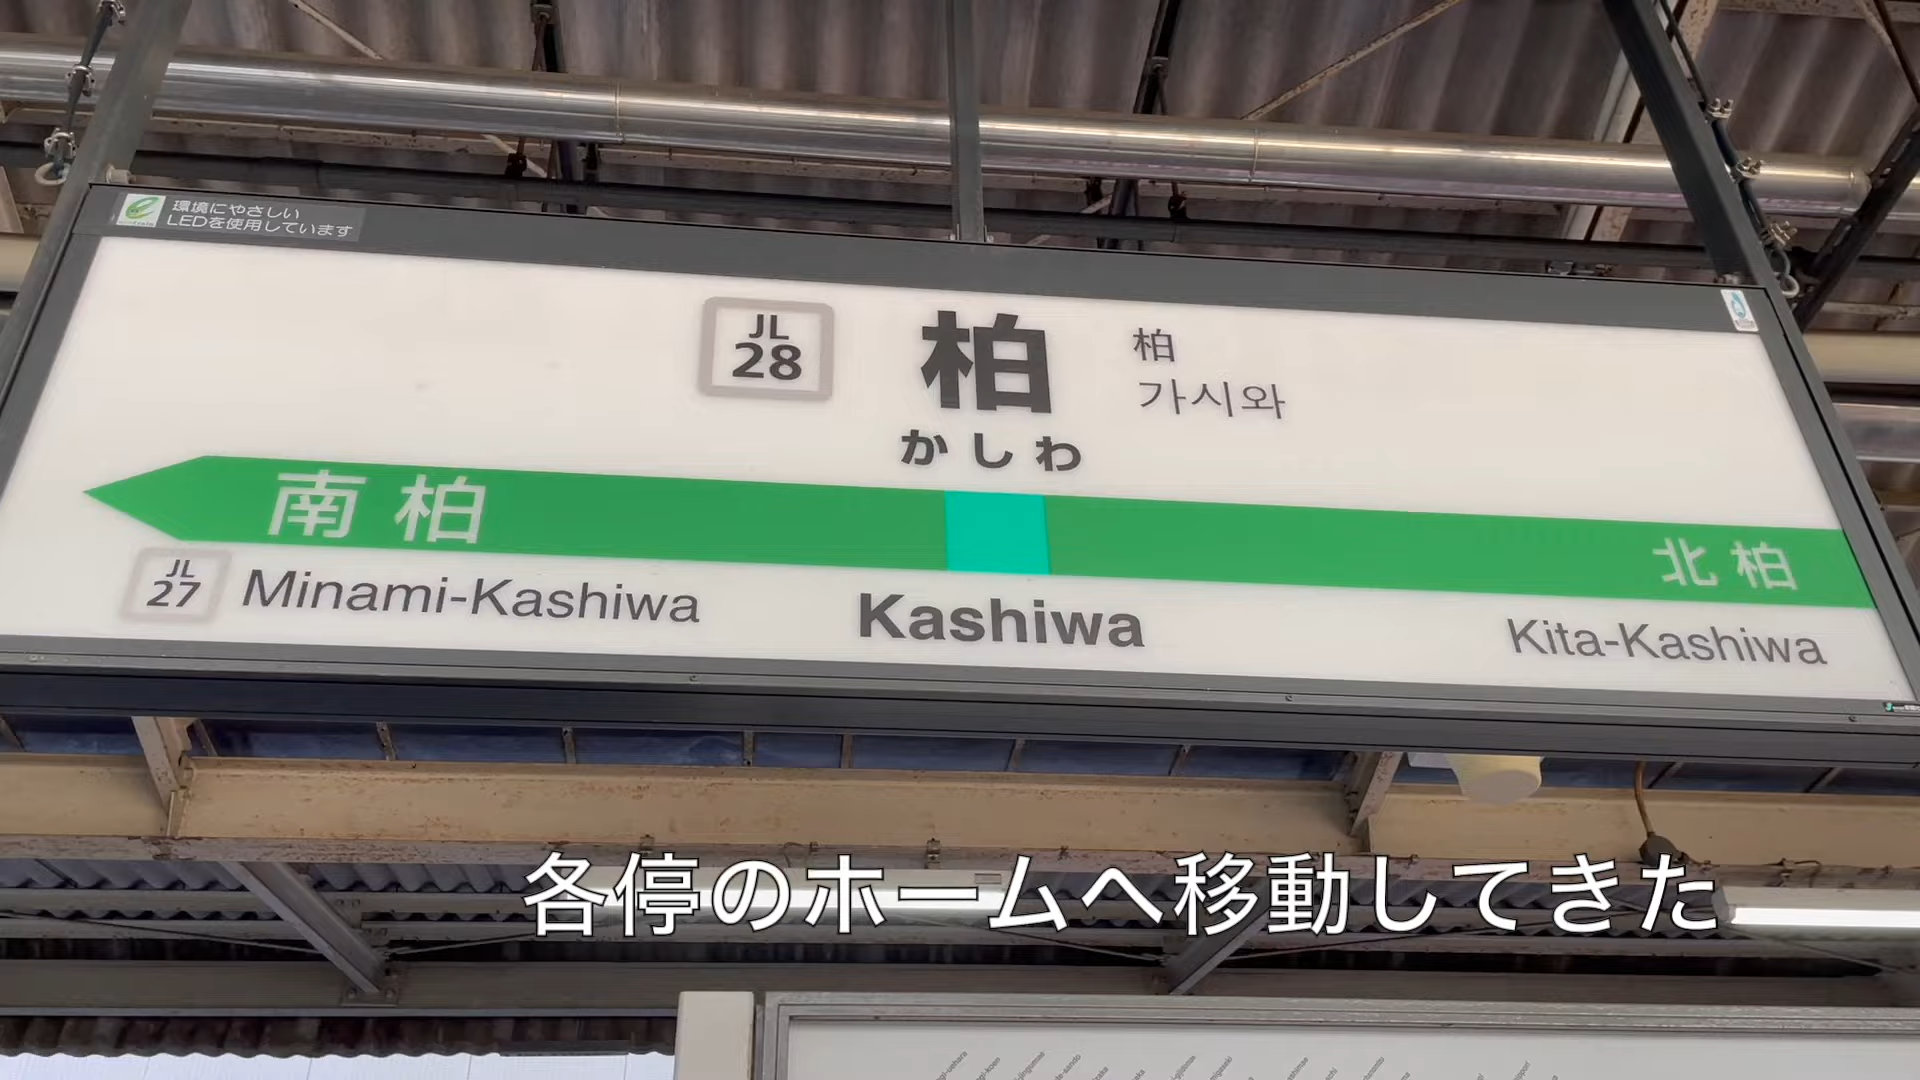 環境にやさしい
LEDを使用しています
JL
28
柏
柏
가시와
かしわ
南柏
北柏
JL
27
Minami-Kashiwa
Kashiwa
Kita-Kashiwa
各停のホームへ移動してきた